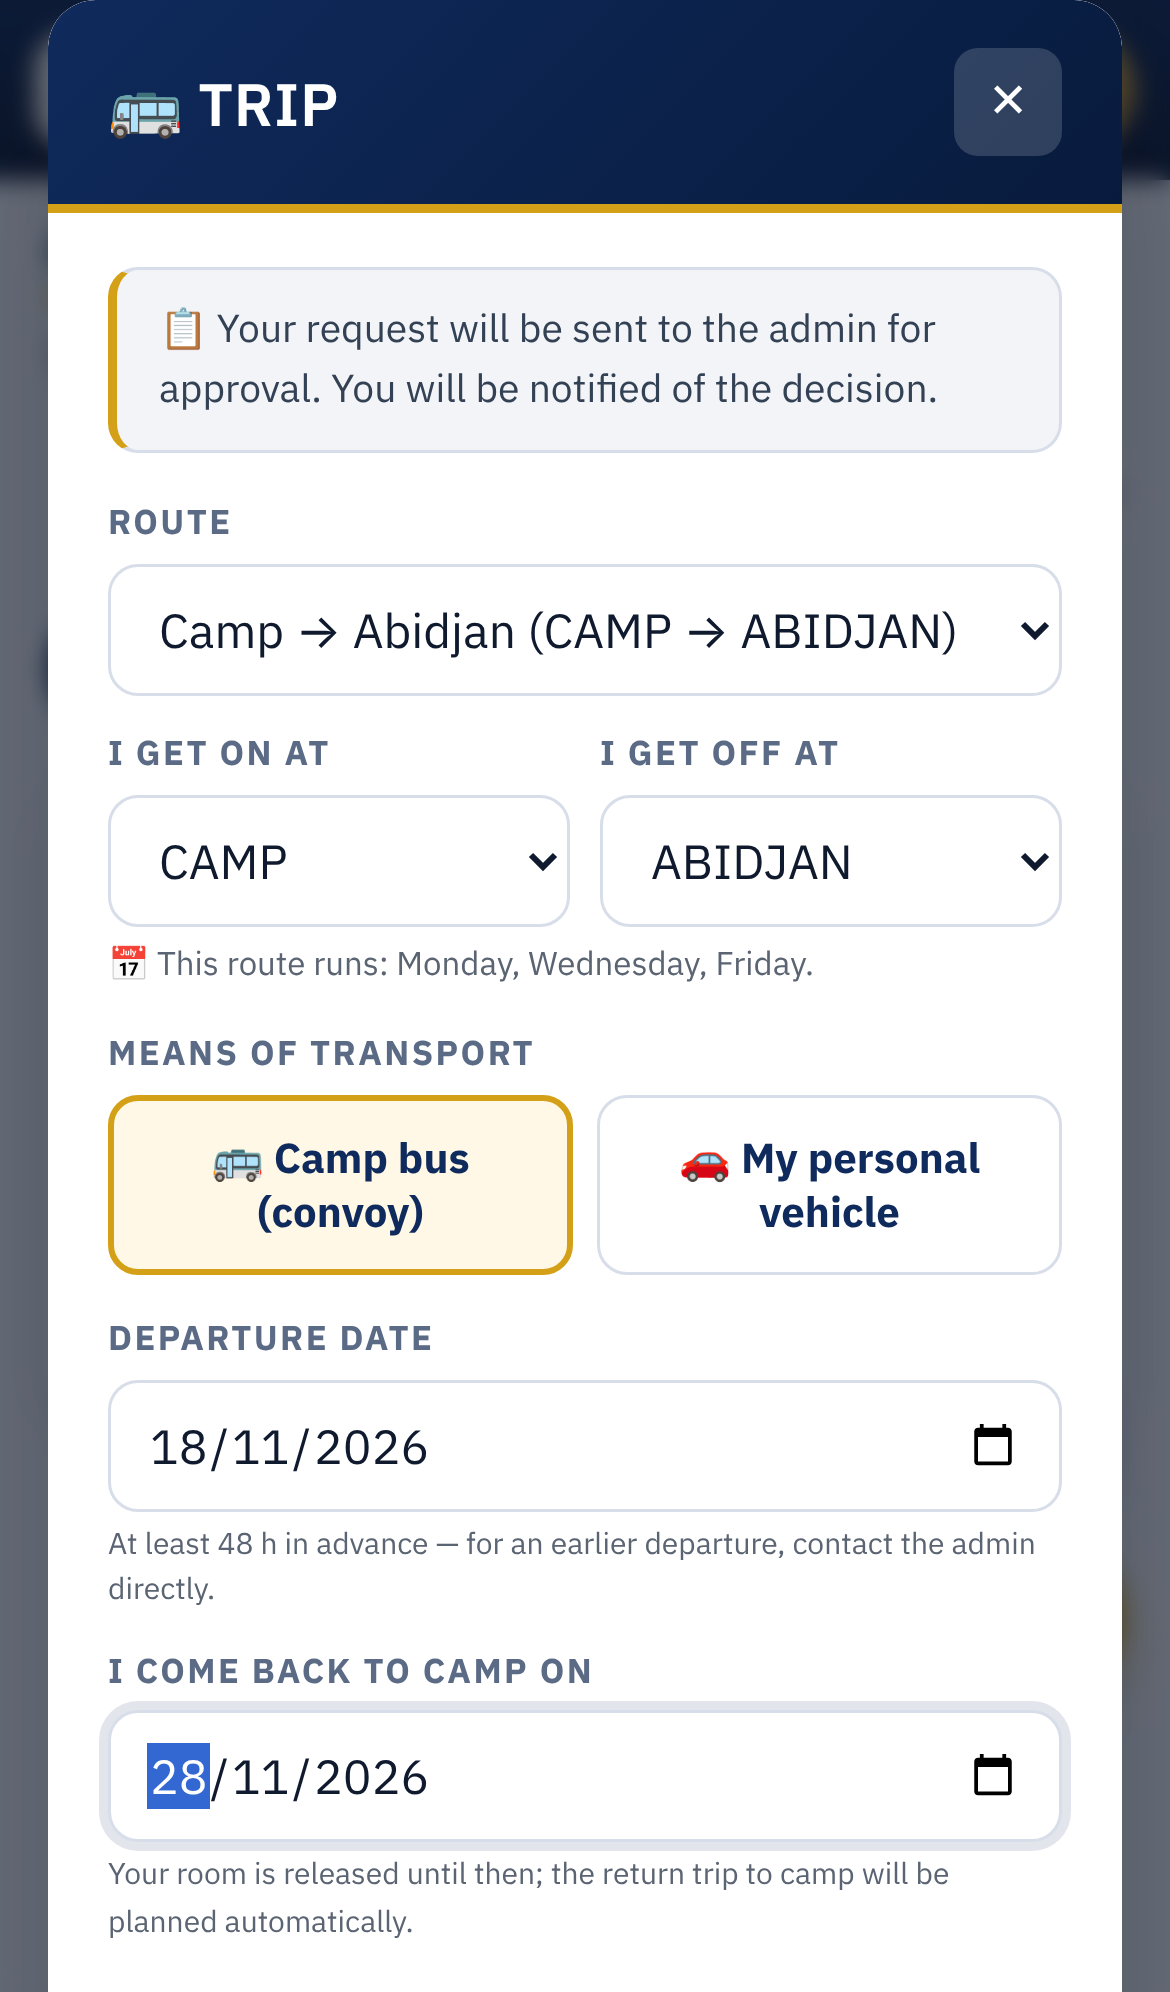 TRIP
Your request will be sent to the admin for
approval. You will be notified of the decision.
ROUTE
Camp → Abidjan (CAMP → ABIDJAN)
I GET ON AT
I GET OFF AT
CAMP
ABIDJAN
This route runs: Monday, Wednesday, Friday.
MEANS OF TRANSPORT
Camp bus
(convoy)
My personal
vehicle
DEPARTURE DATE
18/11/2026
At least 48 h in advance — for an earlier departure, contact the admin
directly.
I COME BACK TO CAMP ON
28/11/2026
Your room is released until then; the return trip to camp will be
planned automatically.